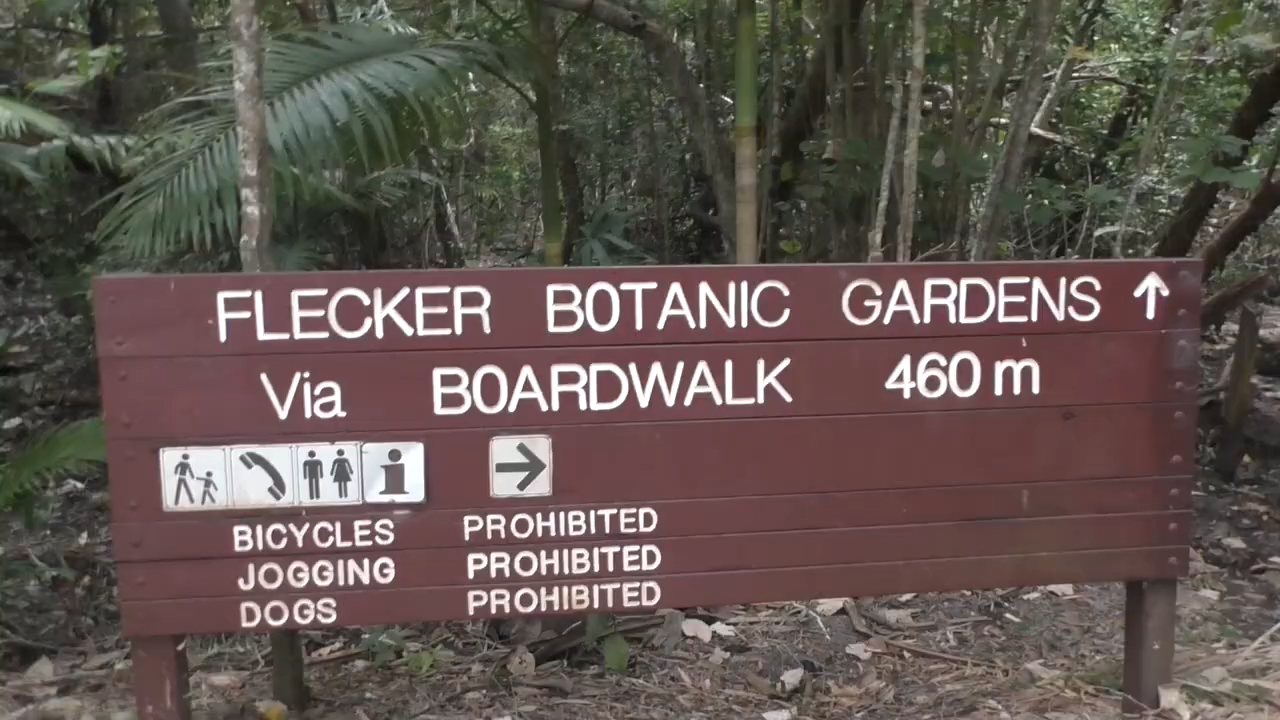 FLECKER BOTANIC GARDENS ↑
Via BOARDWALK 460 m
→
BICYCLES PROHIBITED
JOGGING PROHIBITED
DOGS PROHIBITED